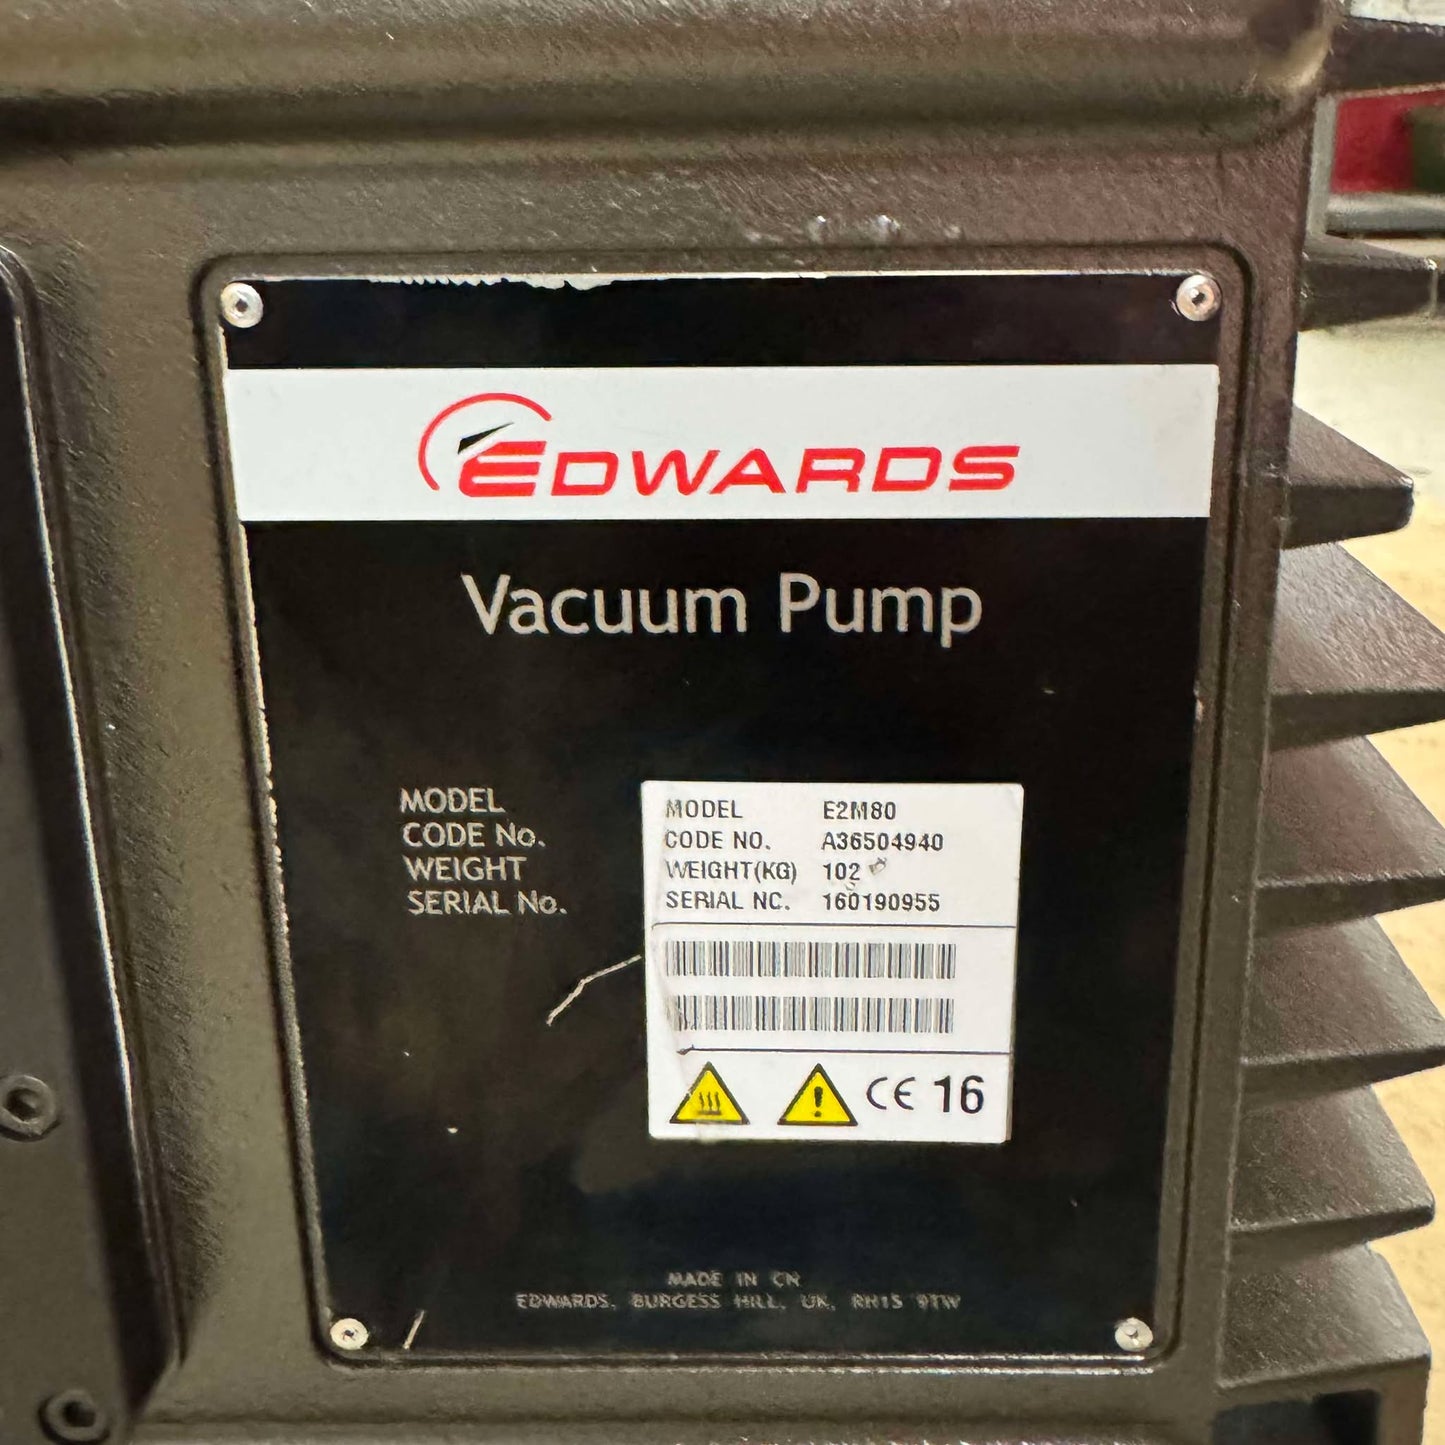 EDWARDS
Vacuum Pump
MODEL
CODE No.
WEIGHT
SERIAL No.
MODEL E2M80
CODE NO. A36504940
WEIGHT(KG) 102
SERIAL NC. 160190955
CE 16
MADE IN CN
EDWARDS, BURGESS HILL, UK, RH15 9TW